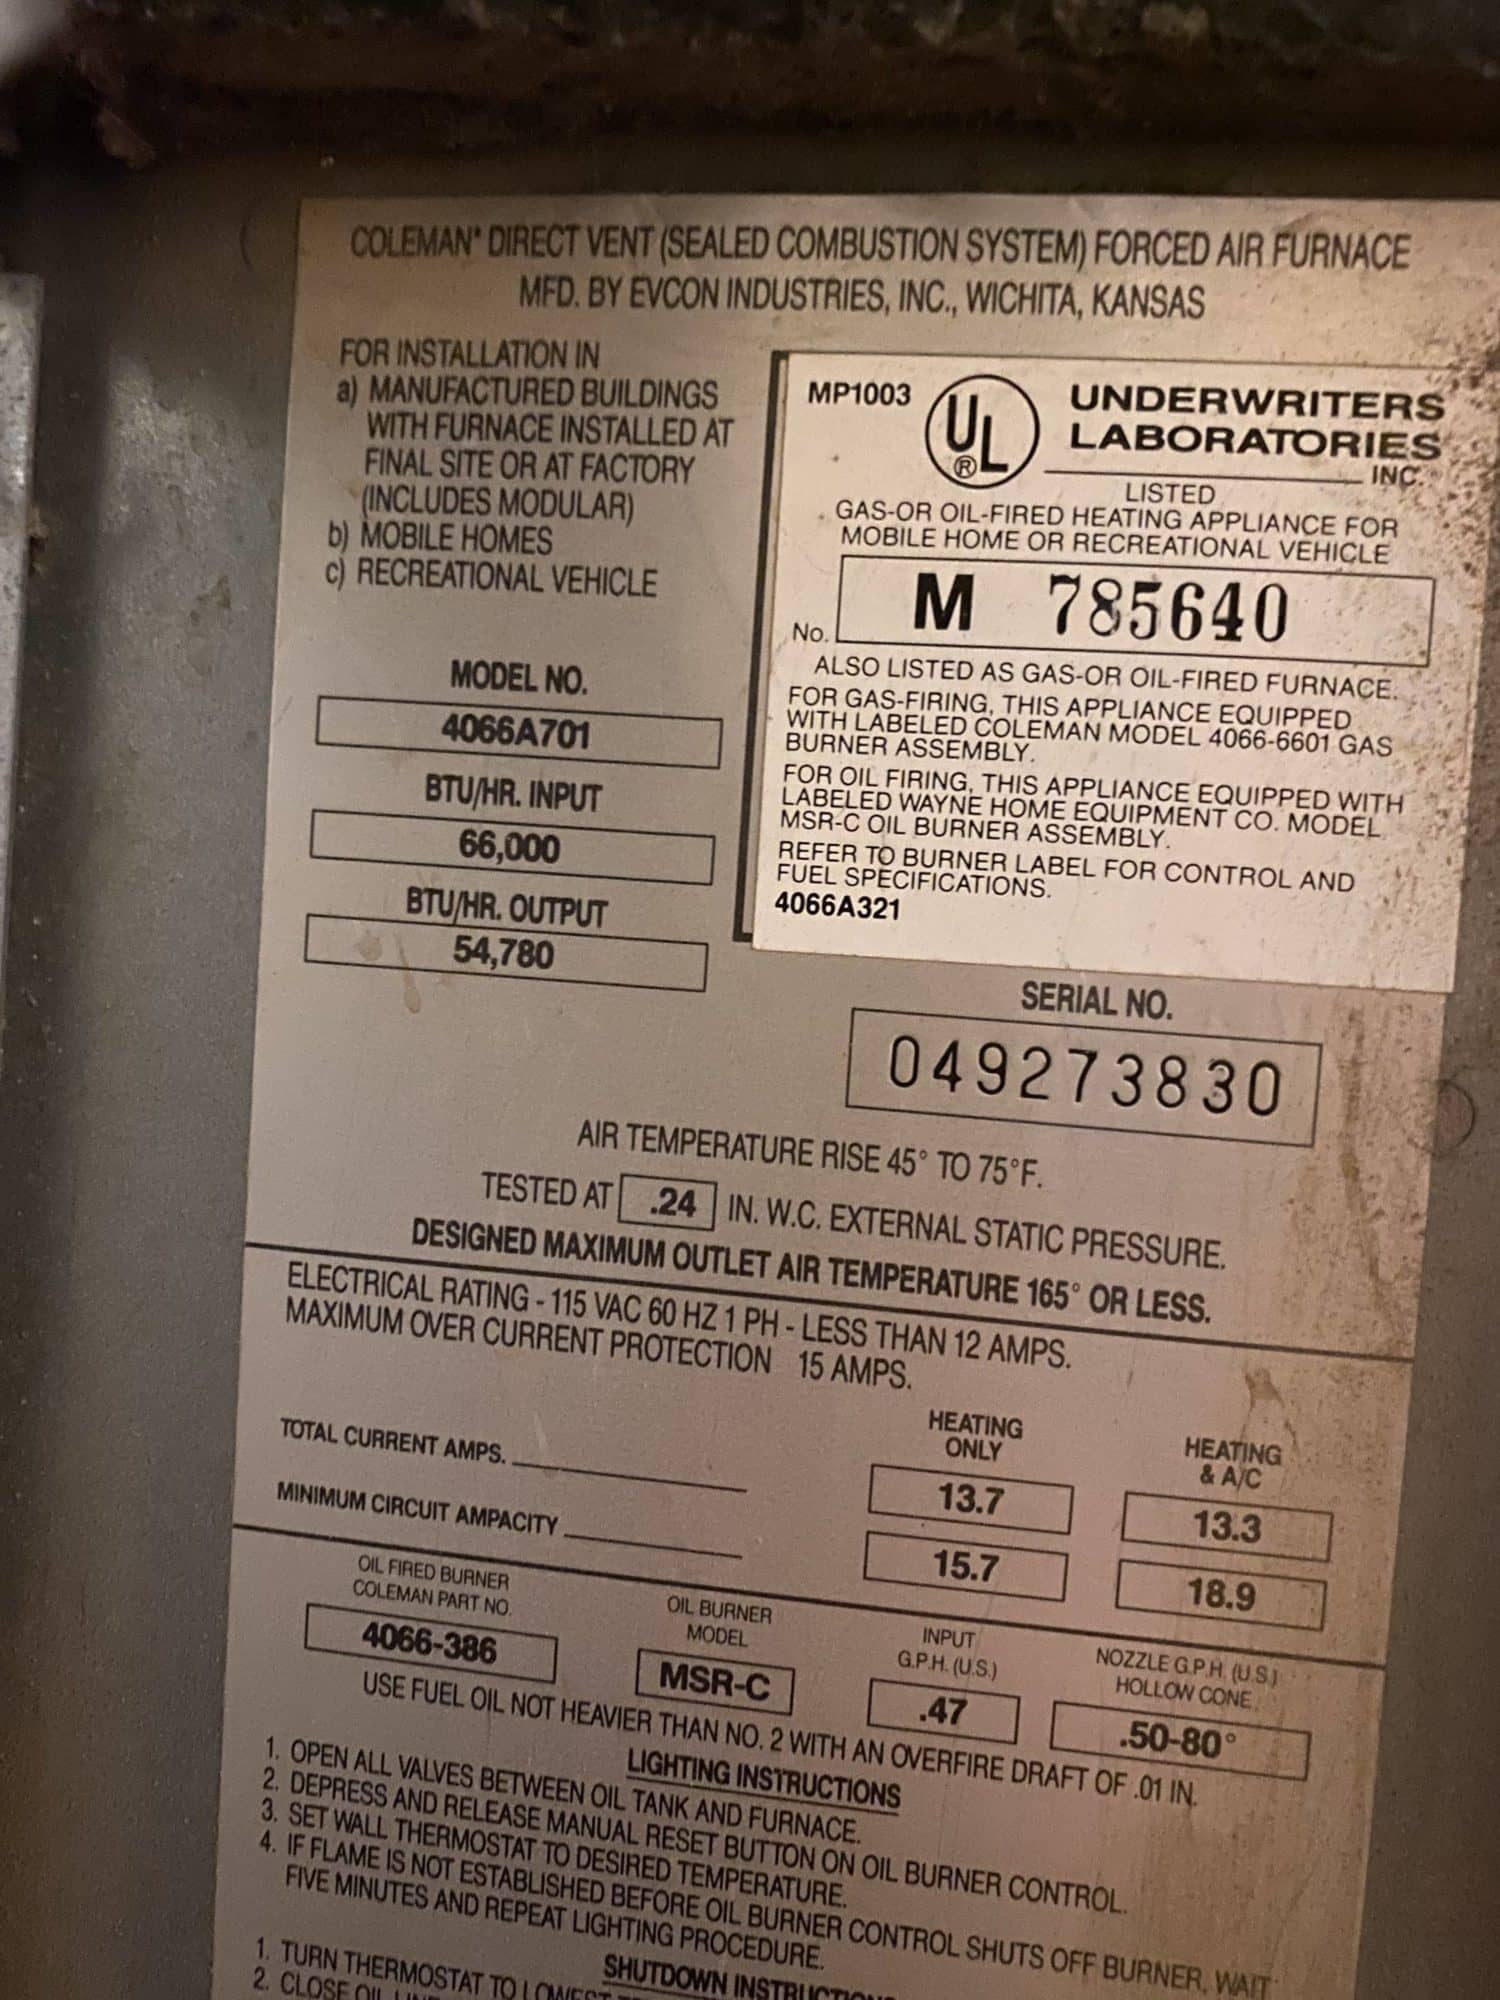 COLEMAN® DIRECT VENT (SEALED COMBUSTION SYSTEM) FORCED AIR FURNACE
MFD. BY EVCON INDUSTRIES, INC., WICHITA, KANSAS
FOR INSTALLATION IN
a) MANUFACTURED BUILDINGS
WITH FURNACE INSTALLED AT
FINAL SITE OR AT FACTORY
(INCLUDES MODULAR)
b) MOBILE HOMES
c) RECREATIONAL VEHICLE
MODEL NO.
4066A701
BTU/HR. INPUT
66,000
BTU/HR. OUTPUT
54,780
MP1003
UL®
UNDERWRITERS
LABORATORIES
INC.®
LISTED
GAS-OR OIL-FIRED HEATING APPLIANCE FOR
MOBILE HOME OR RECREATIONAL VEHICLE
No. M 785640
ALSO LISTED AS GAS-OR OIL-FIRED FURNACE.
FOR GAS-FIRING, THIS APPLIANCE EQUIPPED
WITH LABELED COLEMAN MODEL 4066-6601 GAS
BURNER ASSEMBLY.
FOR OIL FIRING, THIS APPLIANCE EQUIPPED WITH
LABELED WAYNE HOME EQUIPMENT CO. MODEL
MSR-C OIL BURNER ASSEMBLY.
REFER TO BURNER LABEL FOR CONTROL AND
FUEL SPECIFICATIONS.
4066A321
SERIAL NO.
049273830
AIR TEMPERATURE RISE 45° TO 75°F.
TESTED AT .24 IN. W.C. EXTERNAL STATIC PRESSURE.
DESIGNED MAXIMUM OUTLET AIR TEMPERATURE 165° OR LESS.
ELECTRICAL RATING - 115 VAC 60 HZ 1 PH - LESS THAN 12 AMPS.
MAXIMUM OVER CURRENT PROTECTION 15 AMPS.
HEATING
ONLY
HEATING
& A/C
TOTAL CURRENT AMPS. 13.7 13.3
MINIMUM CIRCUIT AMPACITY 15.7 18.9
OIL FIRED BURNER
COLEMAN PART NO.
4066-386
OIL BURNER
MODEL
MSR-C
INPUT
G.P.H. (U.S.)
.47
NOZZLE G.P.H. (U.S.)
HOLLOW CONE
.50-80°
USE FUEL OIL NOT HEAVIER THAN NO. 2 WITH AN OVERFIRE DRAFT OF .01 IN.
LIGHTING INSTRUCTIONS
1. OPEN ALL VALVES BETWEEN OIL TANK AND FURNACE.
2. DEPRESS AND RELEASE MANUAL RESET BUTTON ON OIL BURNER CONTROL.
3. SET WALL THERMOSTAT TO DESIRED TEMPERATURE.
4. IF FLAME IS NOT ESTABLISHED BEFORE OIL BURNER CONTROL SHUTS OFF BURNER, WAIT
FIVE MINUTES AND REPEAT LIGHTING PROCEDURE.
SHUTDOWN INSTRUCTIONS
1. TURN THERMOSTAT TO LOWEST
2. CLOSE OIL